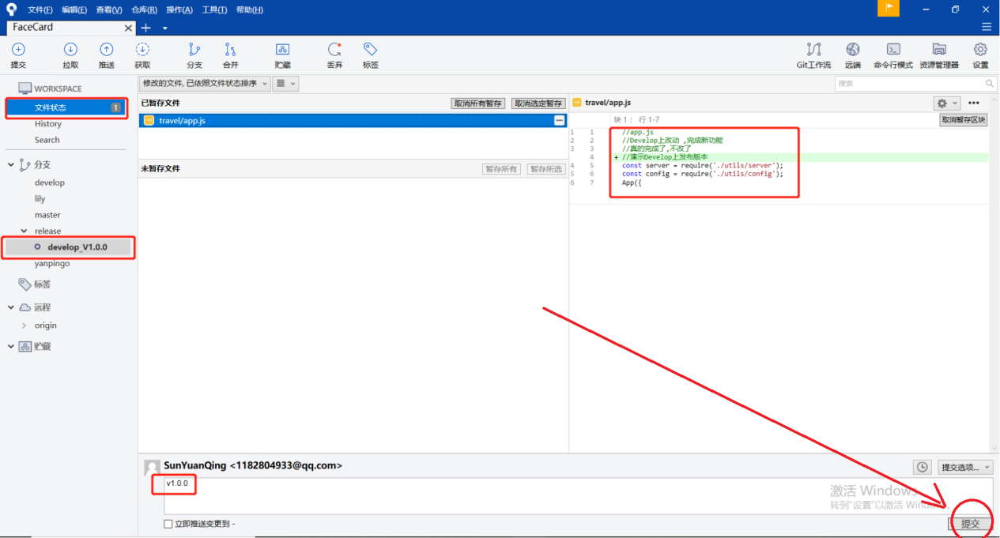 文件(F) 编辑(E) 查看(V) 仓库(R) 操作(A) 工具(T) 帮助(H)
FaceCard
提交 拉取 推送 获取 分支 合并 贮藏 丢弃 标签 Git工作流 远端 命令行模式 资源管理器 设置
WORKSPACE
文件状态 1
History
Search
分支
develop
lily
master
release
develop_V1.0.0
yanpingo
标签
远程
origin
贮藏
修改的文件, 已依照文件状态排序
搜索
已暂存文件 取消所有暂存 取消选定暂存
travel/app.js
未暂存文件 暂存所有 暂存所选
travel/app.js
块 1： 行 1-7 取消暂存区块
1 1 //app.js
2 2 //Develop上改动 ,完成新功能
3 3 //真的完成了,不改了
4 + //演示Develop上发布版本
4 5 const server = require('./utils/server');
5 6 const config = require('./utils/config');
6 7 App({
SunYuanQing <1182804933@qq.com>
提交选项...
v1.0.0
激活 Windows
转到"设置"以激活 Windows。
立即推送变更到 -
提交